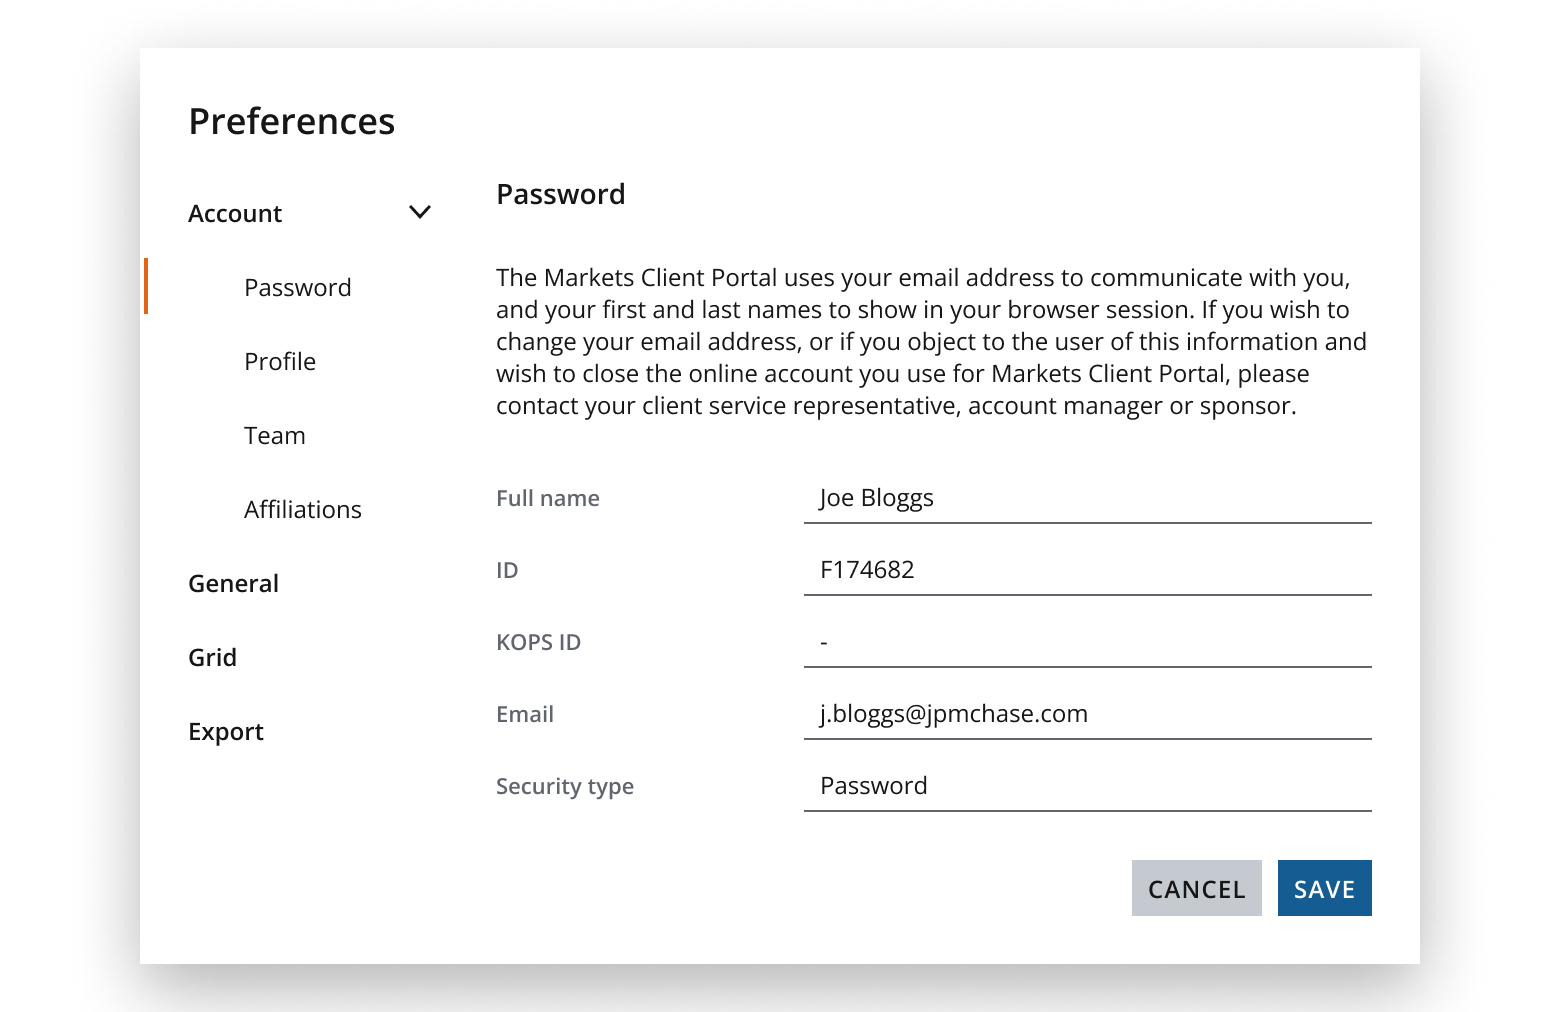 Preferences
Account
Password
Profile
Team
Affiliations
General
Grid
Export
Password
The Markets Client Portal uses your email address to communicate with you,
and your first and last names to show in your browser session. If you wish to
change your email address, or if you object to the user of this information and
wish to close the online account you use for Markets Client Portal, please
contact your client service representative, account manager or sponsor.
Full name Joe Bloggs
ID F174682
KOPS ID -
Email j.bloggs@jpmchase.com
Security type Password
CANCEL SAVE